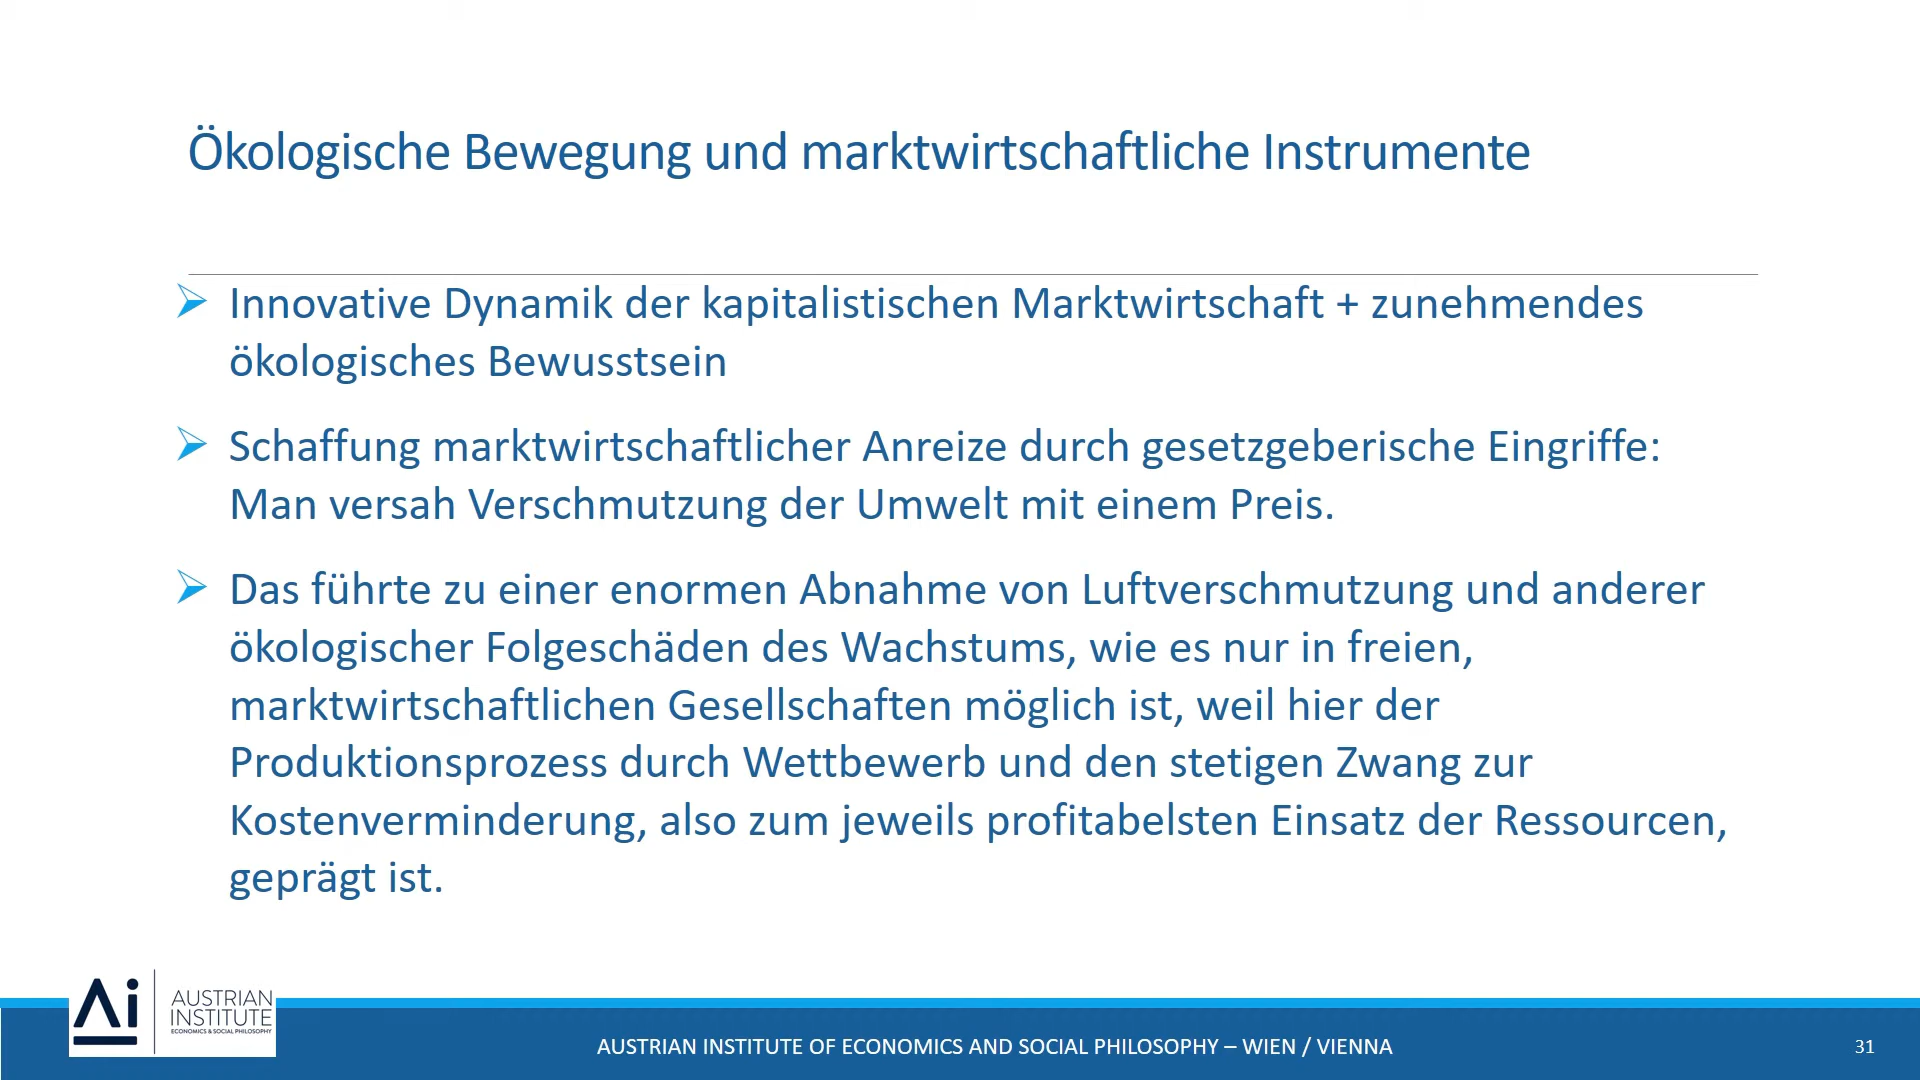 Ökologische Bewegung und marktwirtschaftliche Instrumente
Innovative Dynamik der kapitalistischen Marktwirtschaft + zunehmendes
ökologisches Bewusstsein
Schaffung marktwirtschaftlicher Anreize durch gesetzgeberische Eingriffe:
Man versah Verschmutzung der Umwelt mit einem Preis.
Das führte zu einer enormen Abnahme von Luftverschmutzung und anderer
ökologischer Folgeschäden des Wachstums, wie es nur in freien,
marktwirtschaftlichen Gesellschaften möglich ist, weil hier der
Produktionsprozess durch Wettbewerb und den stetigen Zwang zur
Kostenverminderung, also zum jeweils profitabelsten Einsatz der Ressourcen,
geprägt ist.
Ai
AUSTRIAN
INSTITUTE
ECONOMICS & SOCIAL PHILOSOPHY
AUSTRIAN INSTITUTE OF ECONOMICS AND SOCIAL PHILOSOPHY – WIEN / VIENNA
31